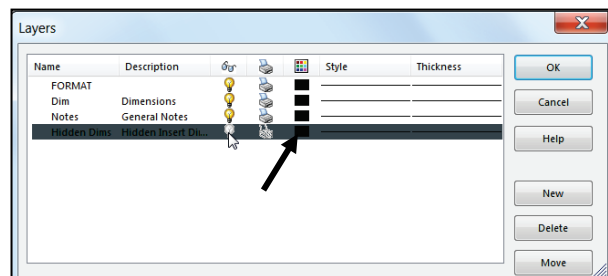 Layers
Name Description Style Thickness
FORMAT
Dim Dimensions
Notes General Notes
Hidden Dims Hidden Insert Di...
OK
Cancel
Help
New
Delete
Move